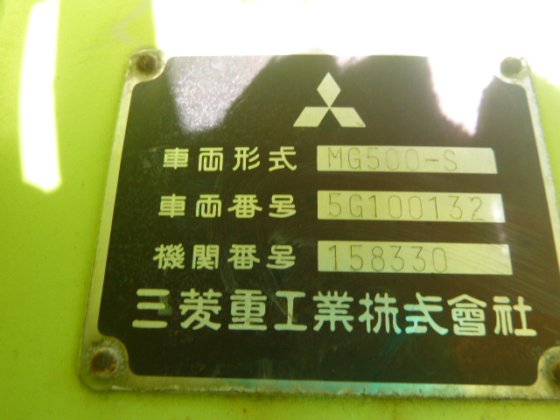 車両形式 MG500-S
車両番号 5G100132
機関番号 158330
三菱重工業株式會社